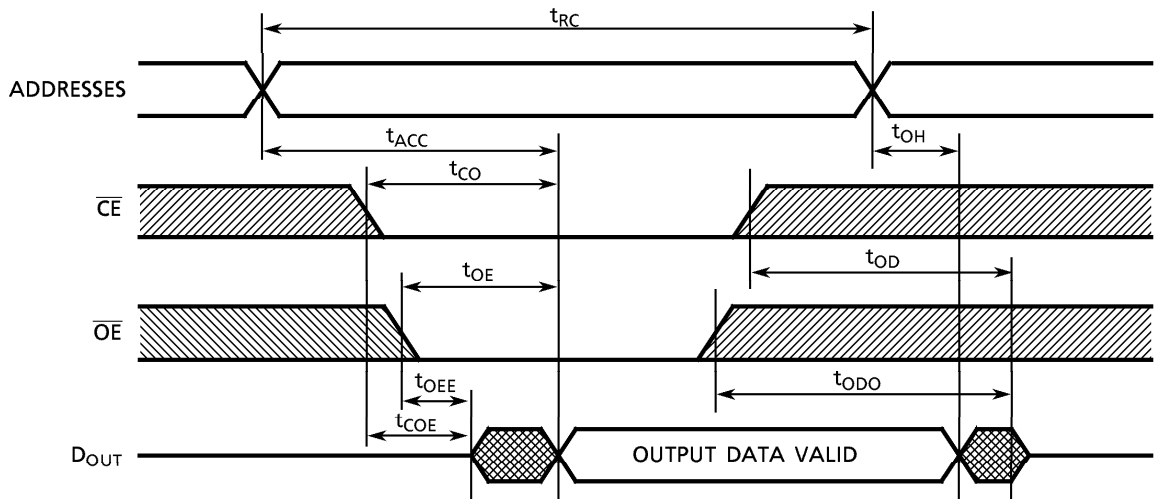 tRC
ADDRESSES
tACC
tOH
tCO
CE
tOE
tOD
OE
tOEE
tODO
tCOE
DOUT
OUTPUT DATA VALID